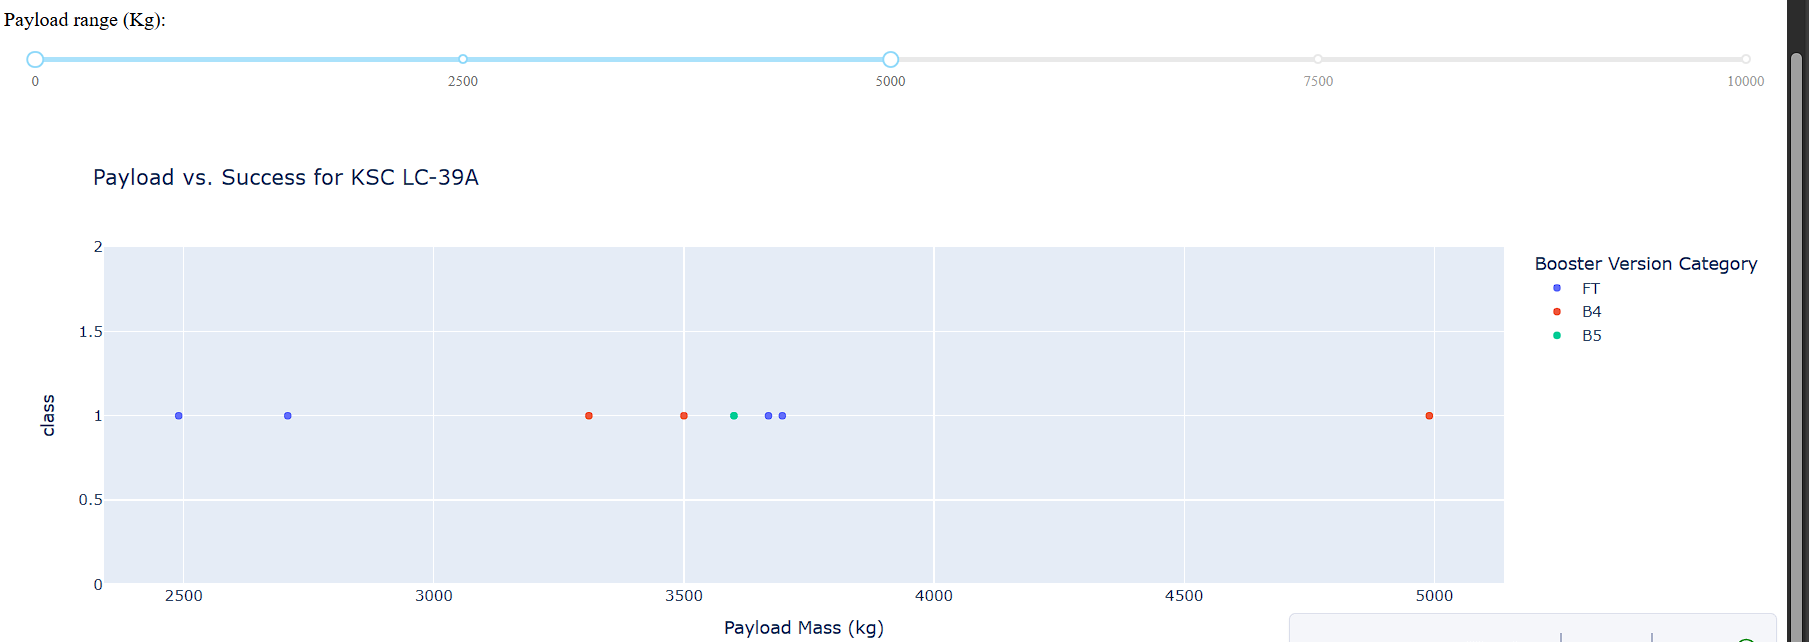 Payload range (Kg):
0 2500 5000 7500 10000
Payload vs. Success for KSC LC-39A
2
1.5
1
0.5
0
class
2500 3000 3500 4000 4500 5000
Payload Mass (kg)
Booster Version Category
FT
B4
B5